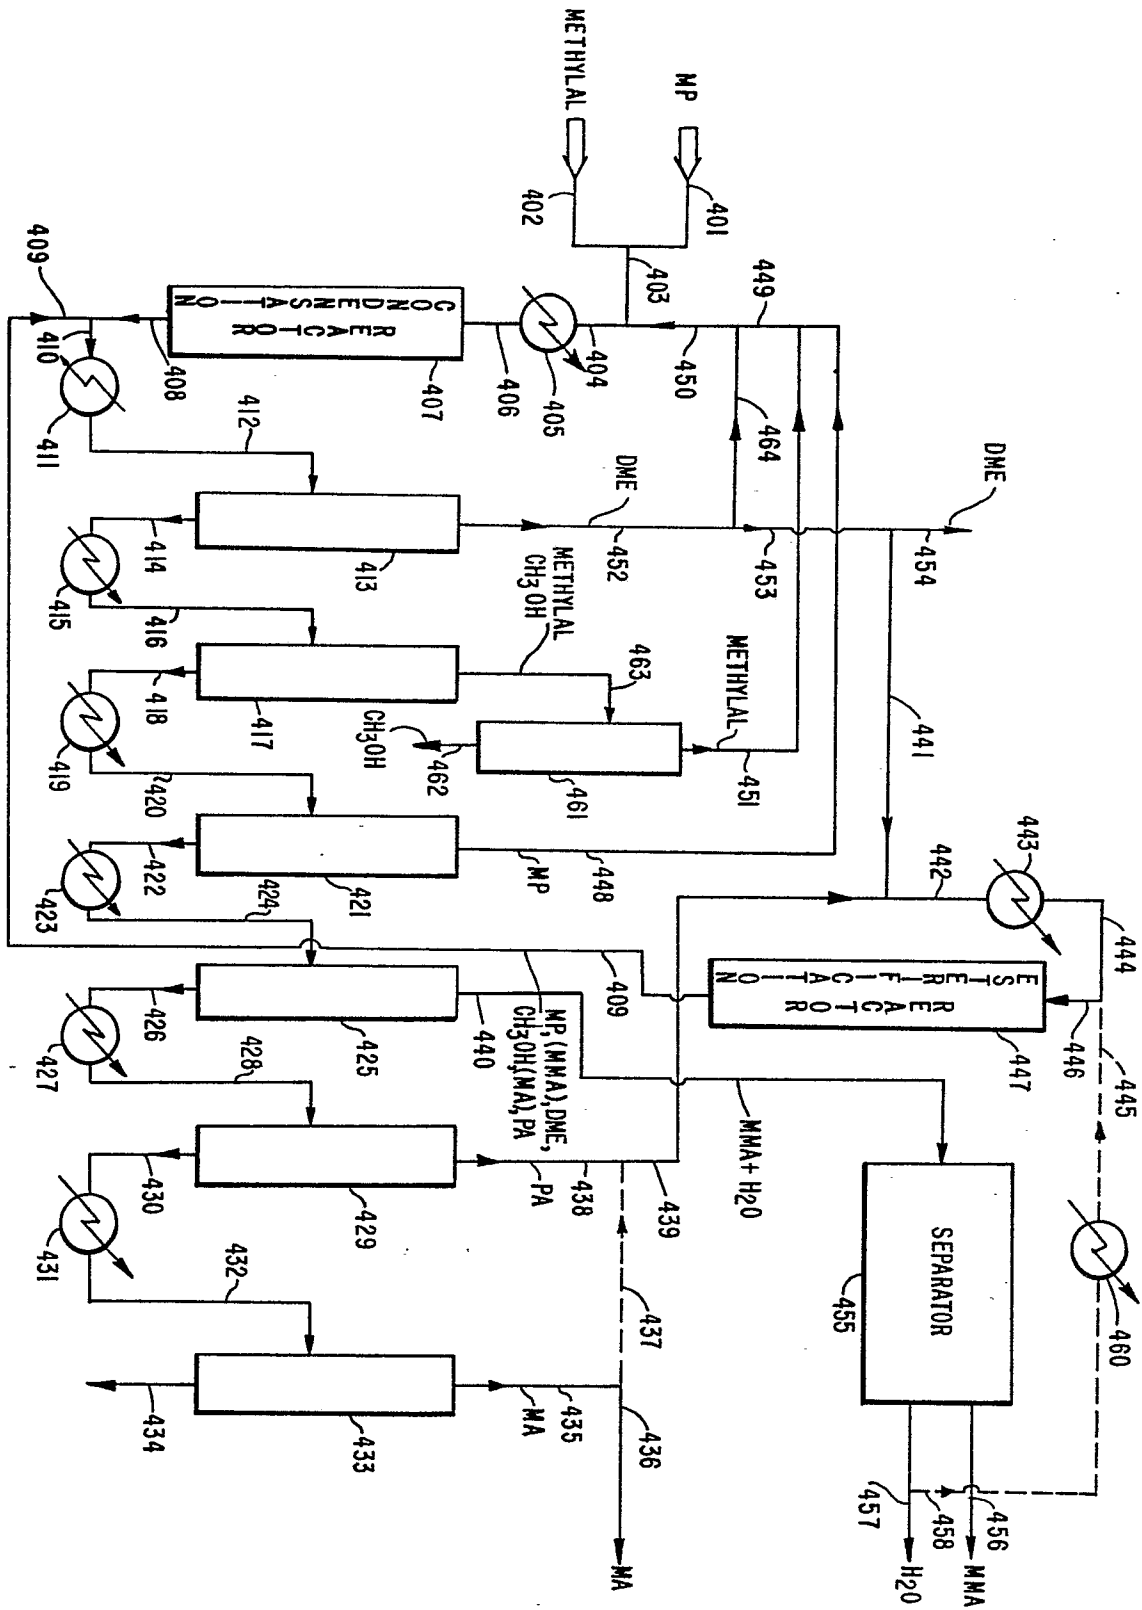 METHYLAL
MP
402
401
403
449
450
464
404
405
406
CONDENSATION
REACTOR
407
408
409
410
411
412
413
414
415
416
DME
452
453
DME
454
METHYLAL
CH3OH
463
417
418
419
420
CH3OH
462
461
METHYLAL
451
441
421
422
423
424
MP
448
442
443
444
ESTERIFICATION
REACTOR
447
446
445
409
MP,(MMA),DME,
CH3OH,(MA),PA
440
425
426
427
428
429
430
431
432
PA
438
439
MMA+H2O
SEPARATOR
455
460
437
433
434
MA
435
436
MA
457
458
456
H2O
MMA